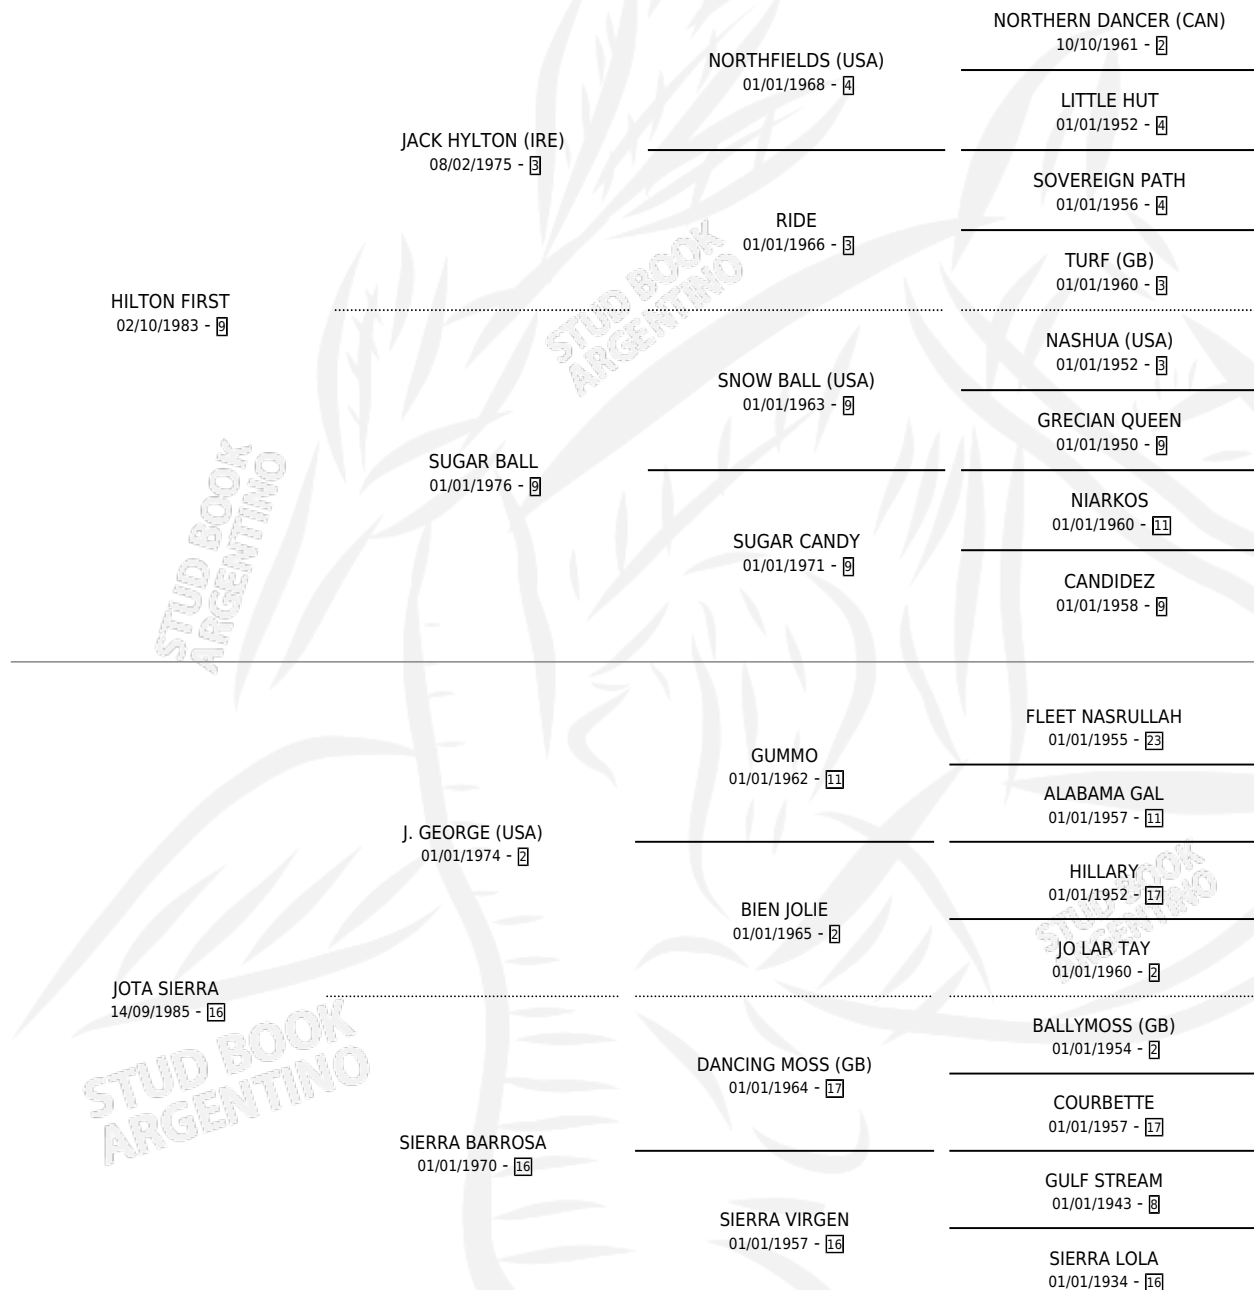 NORTHERN DANCER (CAN)
10/10/1961 - 2
NORTHFIELDS (USA)
01/01/1968 - 4
LITTLE HUT
01/01/1952 - 4
JACK HYLTON (IRE)
08/02/1975 - 3
SOVEREIGN PATH
01/01/1956 - 4
RIDE
01/01/1966 - 3
TURF (GB)
01/01/1960 - 3
HILTON FIRST
02/10/1983 - 9
STUD BOOK
ARGENTINO
NASHUA (USA)
01/01/1952 - 3
SNOW BALL (USA)
01/01/1963 - 9
GRECIAN QUEEN
01/01/1950 - 9
SUGAR BALL
01/01/1976 - 9
NIARKOS
01/01/1960 - 11
SUGAR CANDY
01/01/1971 - 9
CANDIDEZ
01/01/1958 - 9
STUD BOOK
ARGENTINO
FLEET NASRULLAH
01/01/1955 - 23
GUMMO
01/01/1962 - 11
ALABAMA GAL
01/01/1957 - 11
J. GEORGE (USA)
01/01/1974 - 2
HILLARY
01/01/1952 - 17
STUD BOOK
ARGENTINO
BIEN JOLIE
01/01/1965 - 2
JO LAR TAY
01/01/1960 - 2
JOTA SIERRA
14/09/1985 - 16
BALLYMOSS (GB)
01/01/1954 - 2
DANCING MOSS (GB)
01/01/1964 - 17
COURBETTE
01/01/1957 - 17
STUD BOOK
ARGENTINO
SIERRA BARROSA
01/01/1970 - 16
GULF STREAM
01/01/1943 - 8
SIERRA VIRGEN
01/01/1957 - 16
SIERRA LOLA
01/01/1934 - 16